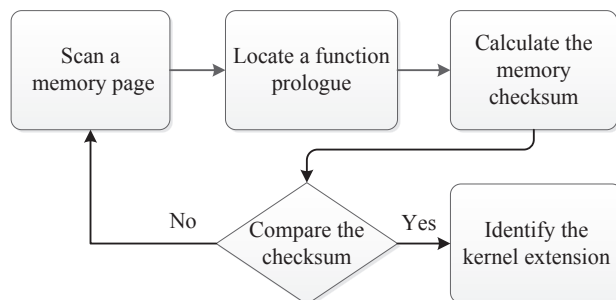 Scan a
memory page
Locate a function
prologue
Calculate the
memory
checksum
No
Compare the
checksum
Yes
Identify the
kernel extension